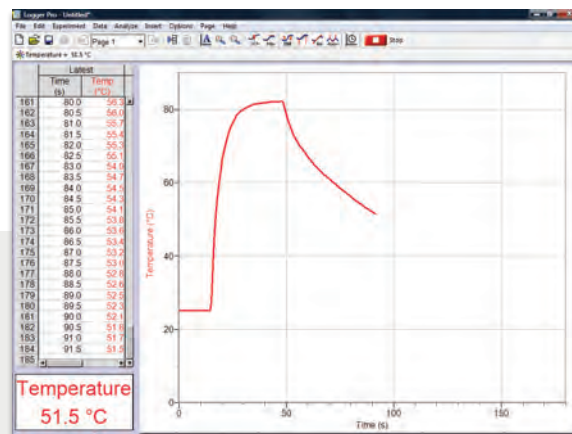 Logger Pro - Untitled*
File Edit Experiment Data Analyze Insert Options Page Help
Page 1
Stop
Temperature = 51.5 °C
Latest
Time Temp
(s) (°C)
161 80.0 56.3
162 80.5 56.0
163 81.0 55.7
164 81.5 55.4
165 82.0 55.3
166 82.5 55.1
167 83.0 54.9
168 83.5 54.7
169 84.0 54.5
170 84.5 54.3
171 85.0 54.1
172 85.5 53.8
173 86.0 53.6
174 86.5 53.4
175 87.0 53.2
176 87.5 53.0
177 88.0 52.8
178 88.5 52.6
179 89.0 52.5
180 89.5 52.3
181 90.0 52.1
182 90.5 51.8
183 91.0 51.7
184 91.5 51.5
185
Temperature
51.5 °C
Temperature (°C)
80
60
40
20
0
0 50 100 150
Time (s)